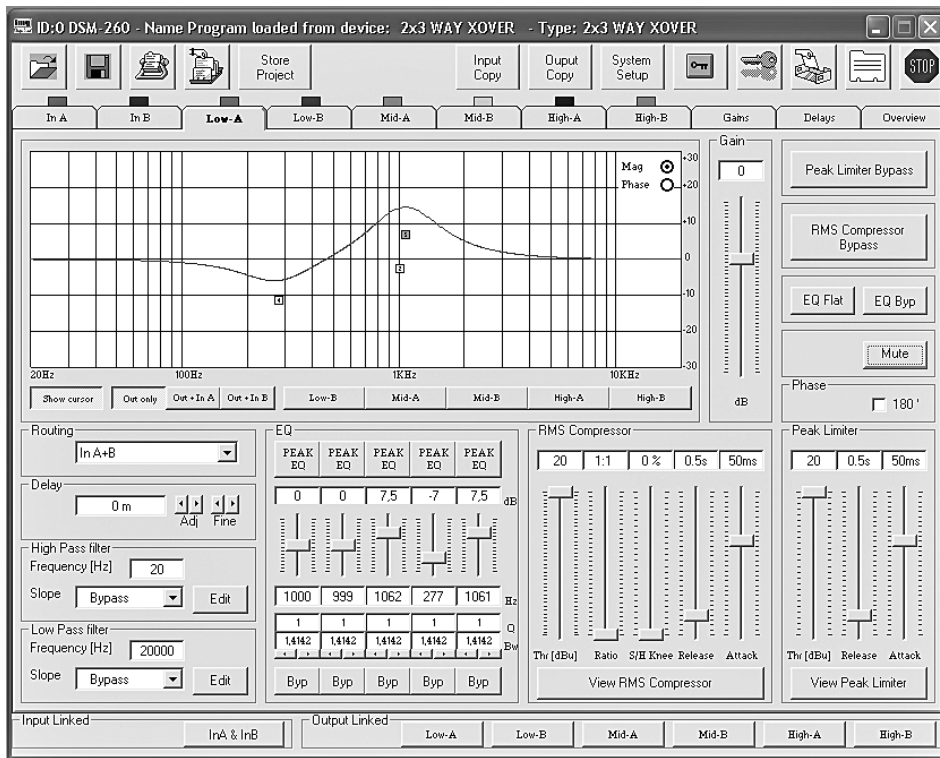 ID:0 DSM-260 - Name Program loaded from device: 2x3 WAY XOVER - Type: 2x3 WAY XOVER
Store Project
Input Copy
Ouput Copy
System Setup
STOP
In A
In B
Low-A
Low-B
Mid-A
Mid-B
High-A
High-B
Gains
Delays
Overview
Mag
Phase
+30
+20
+10
0
-10
-20
-30
20Hz
100Hz
1KHz
10KHz
3
2
4
Show cursor
Out only
Out +In A
Out +In B
Low-B
Mid-A
Mid-B
High-A
High-B
Gain
0
dB
Peak Limiter Bypass
RMS Compressor Bypass
EQ Flat
EQ Byp
Mute
Phase
180 '
Routing
In A+B
Delay
0 m
Adj
Fine
High Pass filter
Frequency [Hz]
20
Slope
Bypass
Edit
Low Pass filter
Frequency [Hz]
20000
Slope
Bypass
Edit
EQ
PEAK EQ
PEAK EQ
PEAK EQ
PEAK EQ
PEAK EQ
0
0
7,5
-7
7,5
dB
1000
999
1062
277
1061
Hz
1
1
1
1
1
Q
1,4142
1,4142
1,4142
1,4142
1,4142
Bw
Byp
Byp
Byp
Byp
Byp
RMS Compressor
20
1:1
0 %
0.5s
50ms
Thr [dBu]
Ratio
S/H Knee
Release
Attack
View RMS Compressor
Peak Limiter
20
0.5s
50ms
Thr [dBu]
Release
Attack
View Peak Limiter
Input Linked
InA & InB
Output Linked
Low-A
Low-B
Mid-A
Mid-B
High-A
High-B